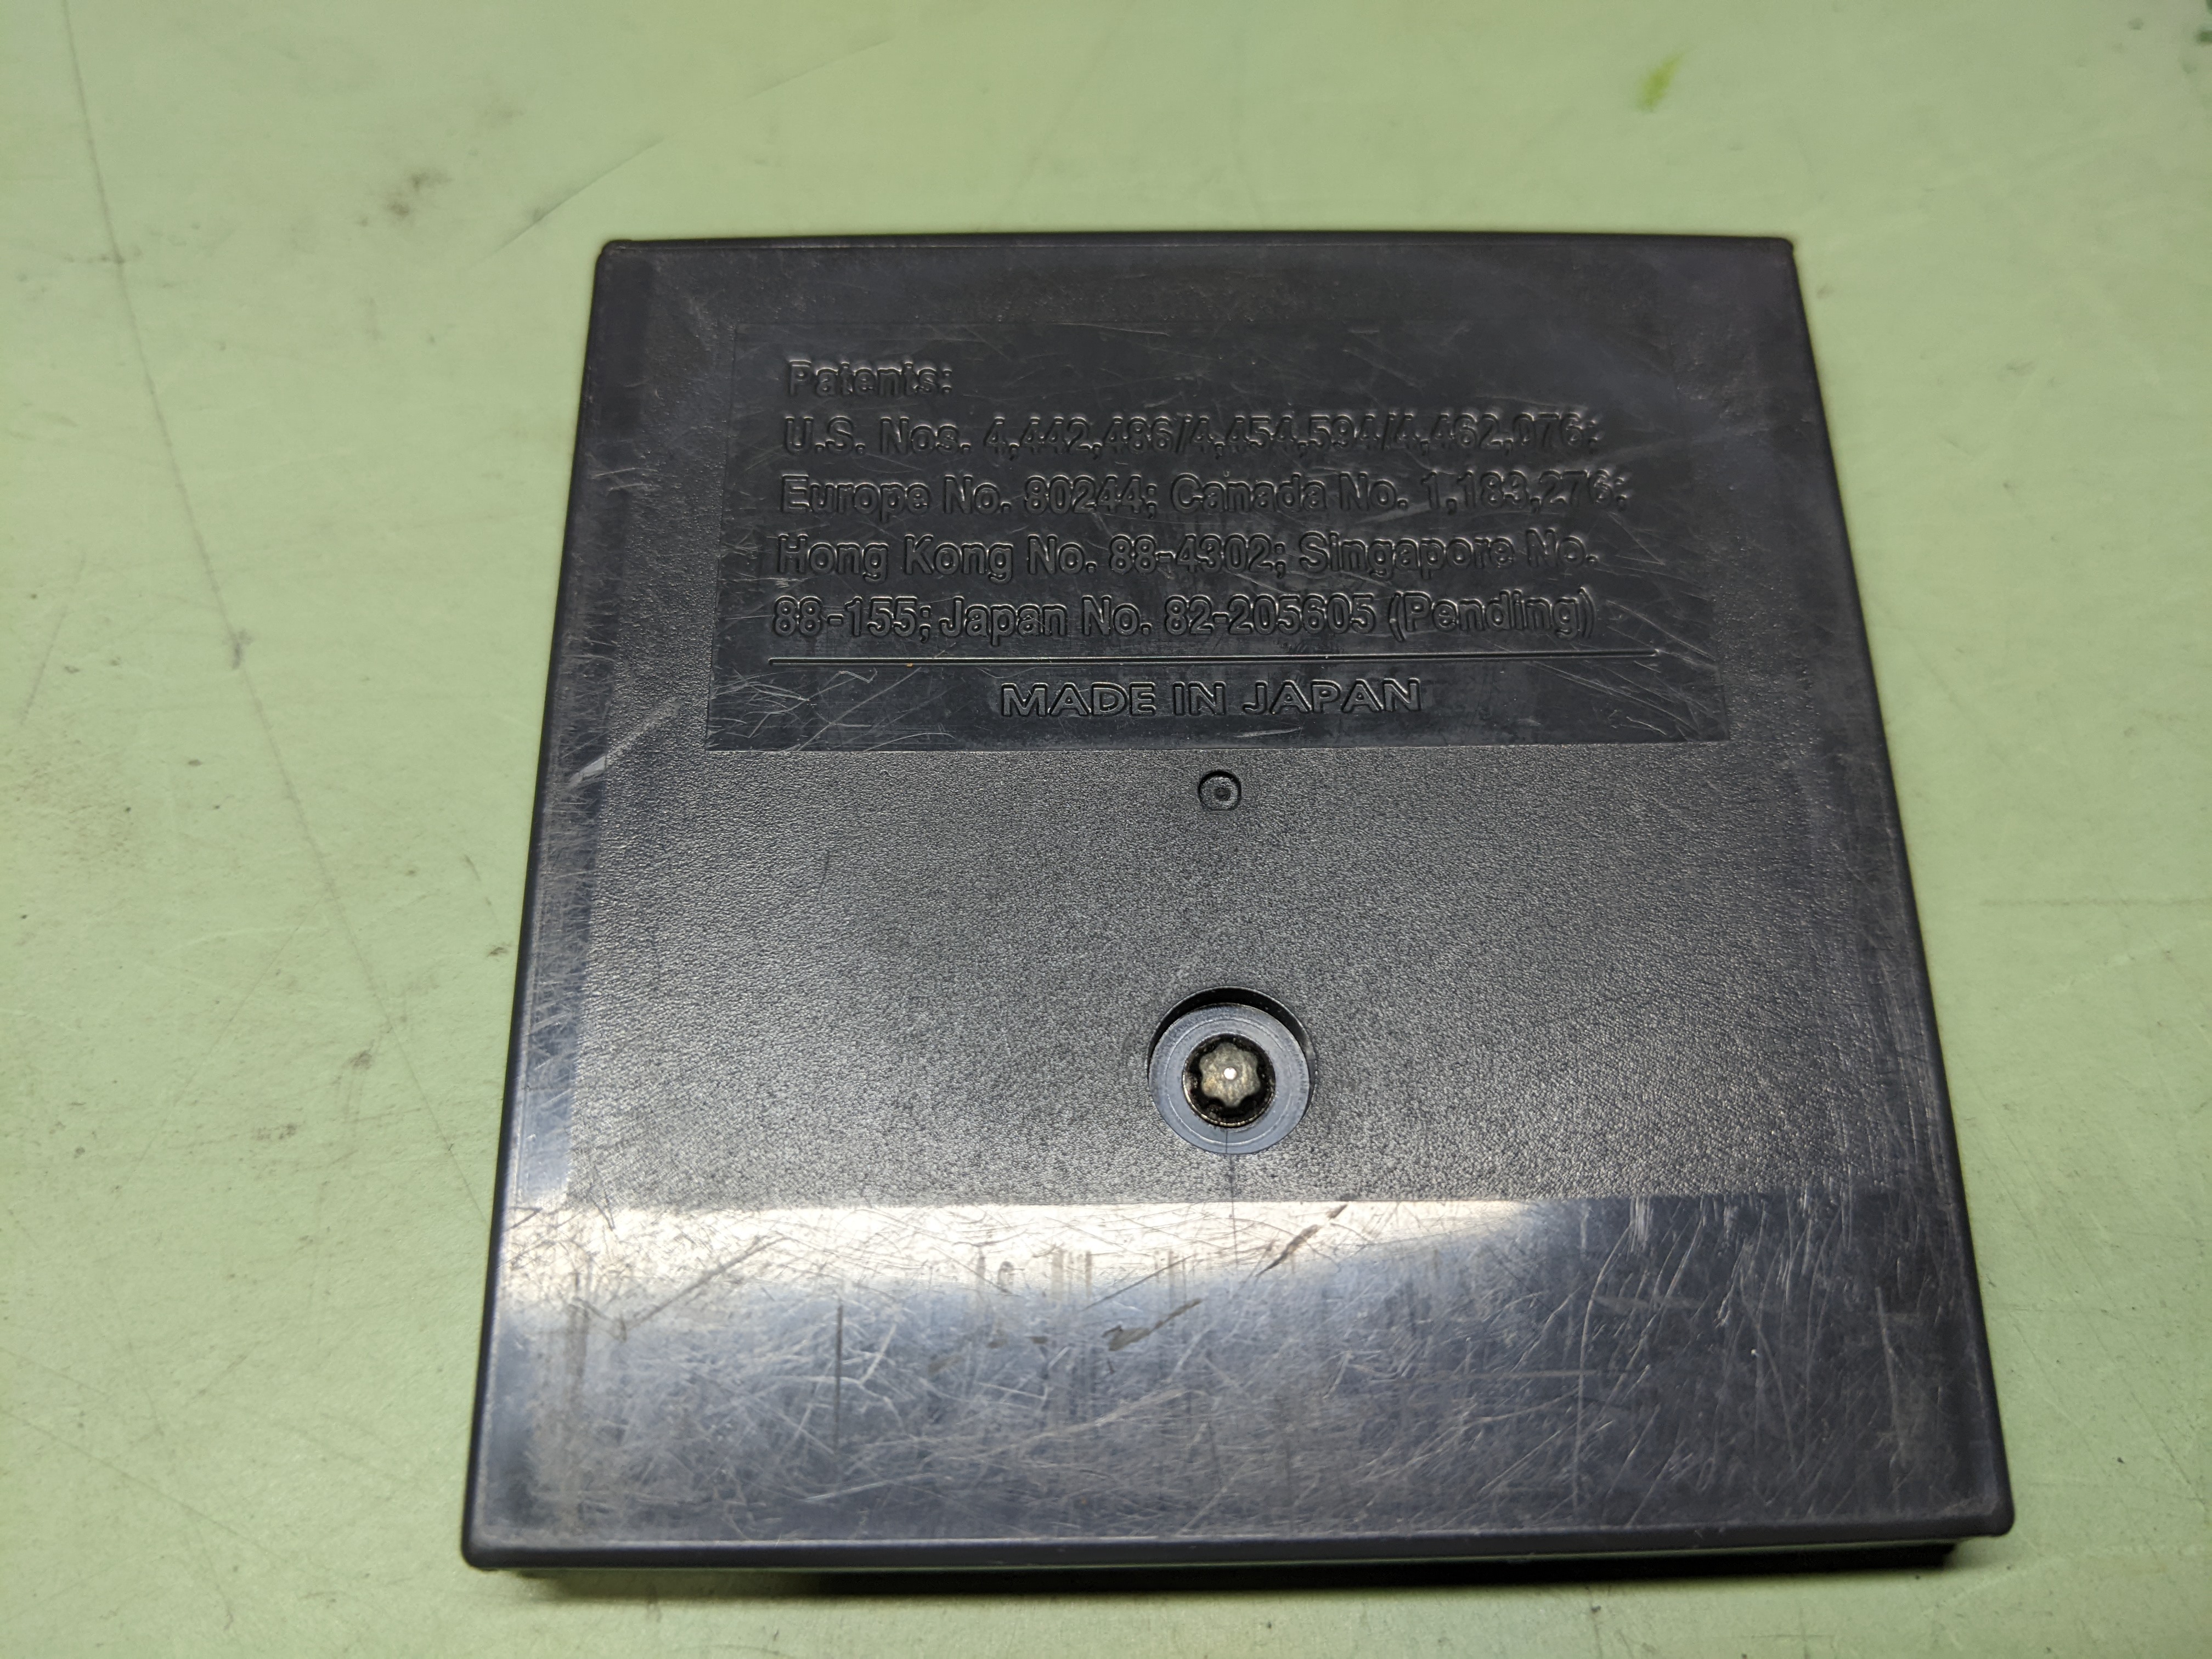 Patents:
U.S. Nos. 4,442,486/4,454,594/4,462,076;
Europe No. 80244; Canada No. 1,183,276;
Hong Kong No. 88-4302; Singapore No.
88-155; Japan No. 82-205605 (Pending)
MADE IN JAPAN